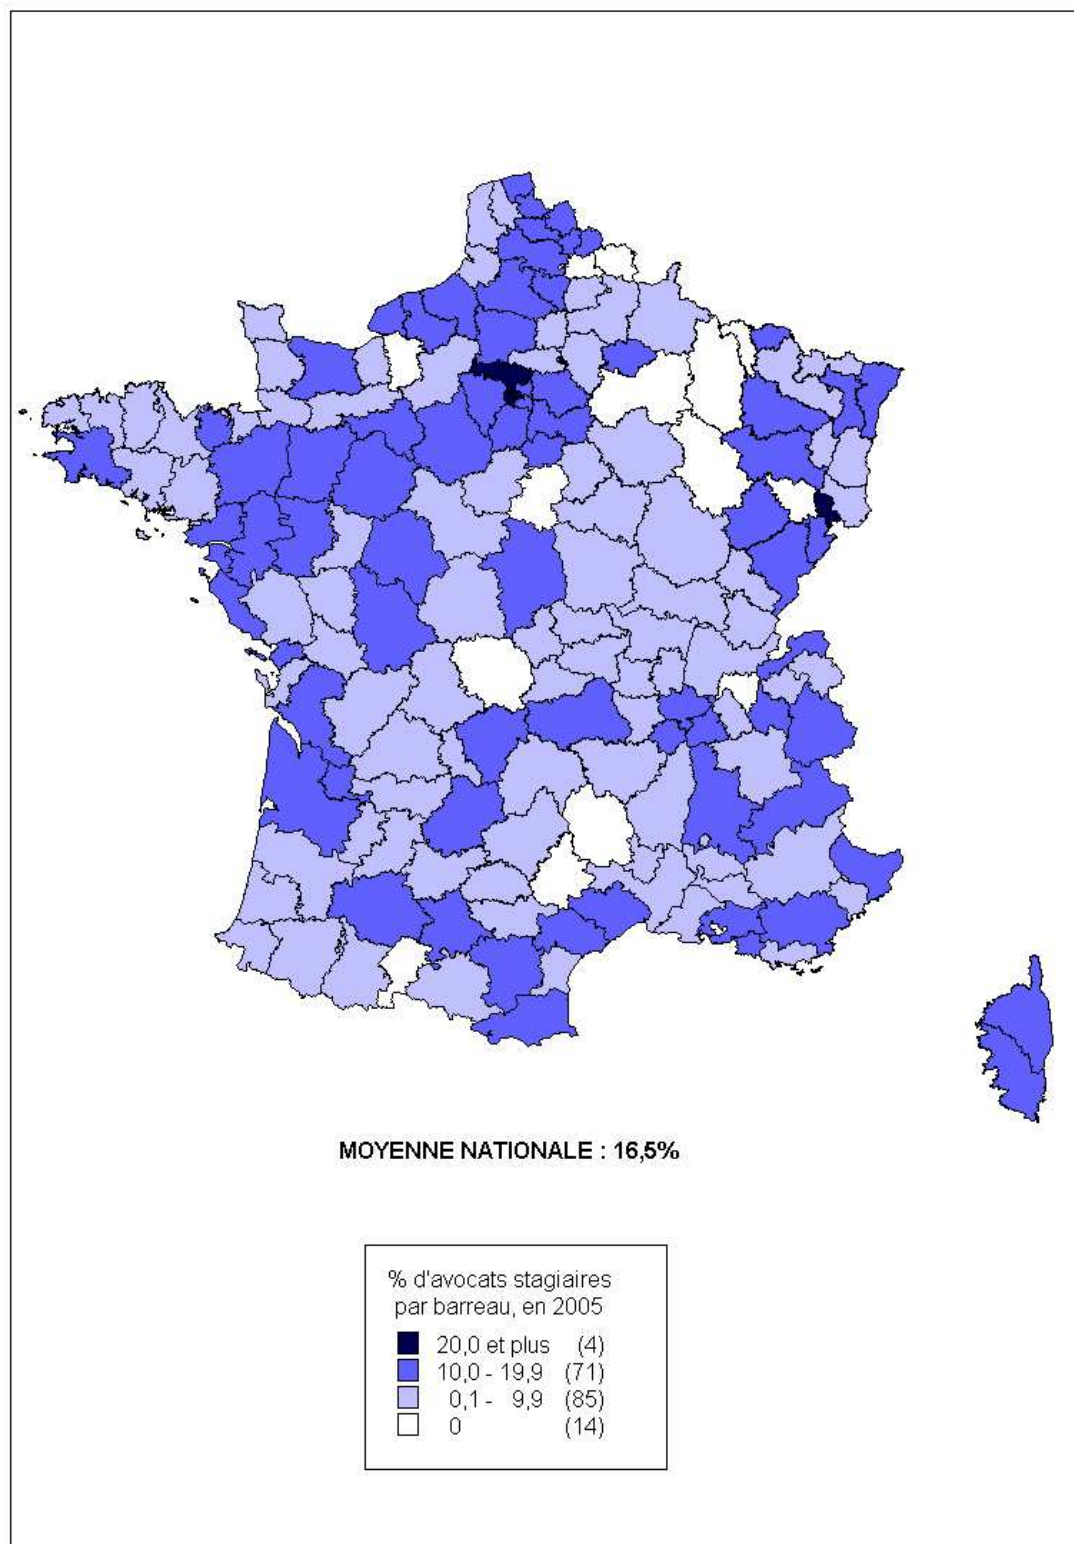 MOYENNE NATIONALE : 16,5%
% d'avocats stagiaires
par barreau, en 2005
20,0 et plus (4)
10,0 - 19,9 (71)
0,1 - 9,9 (85)
0 (14)